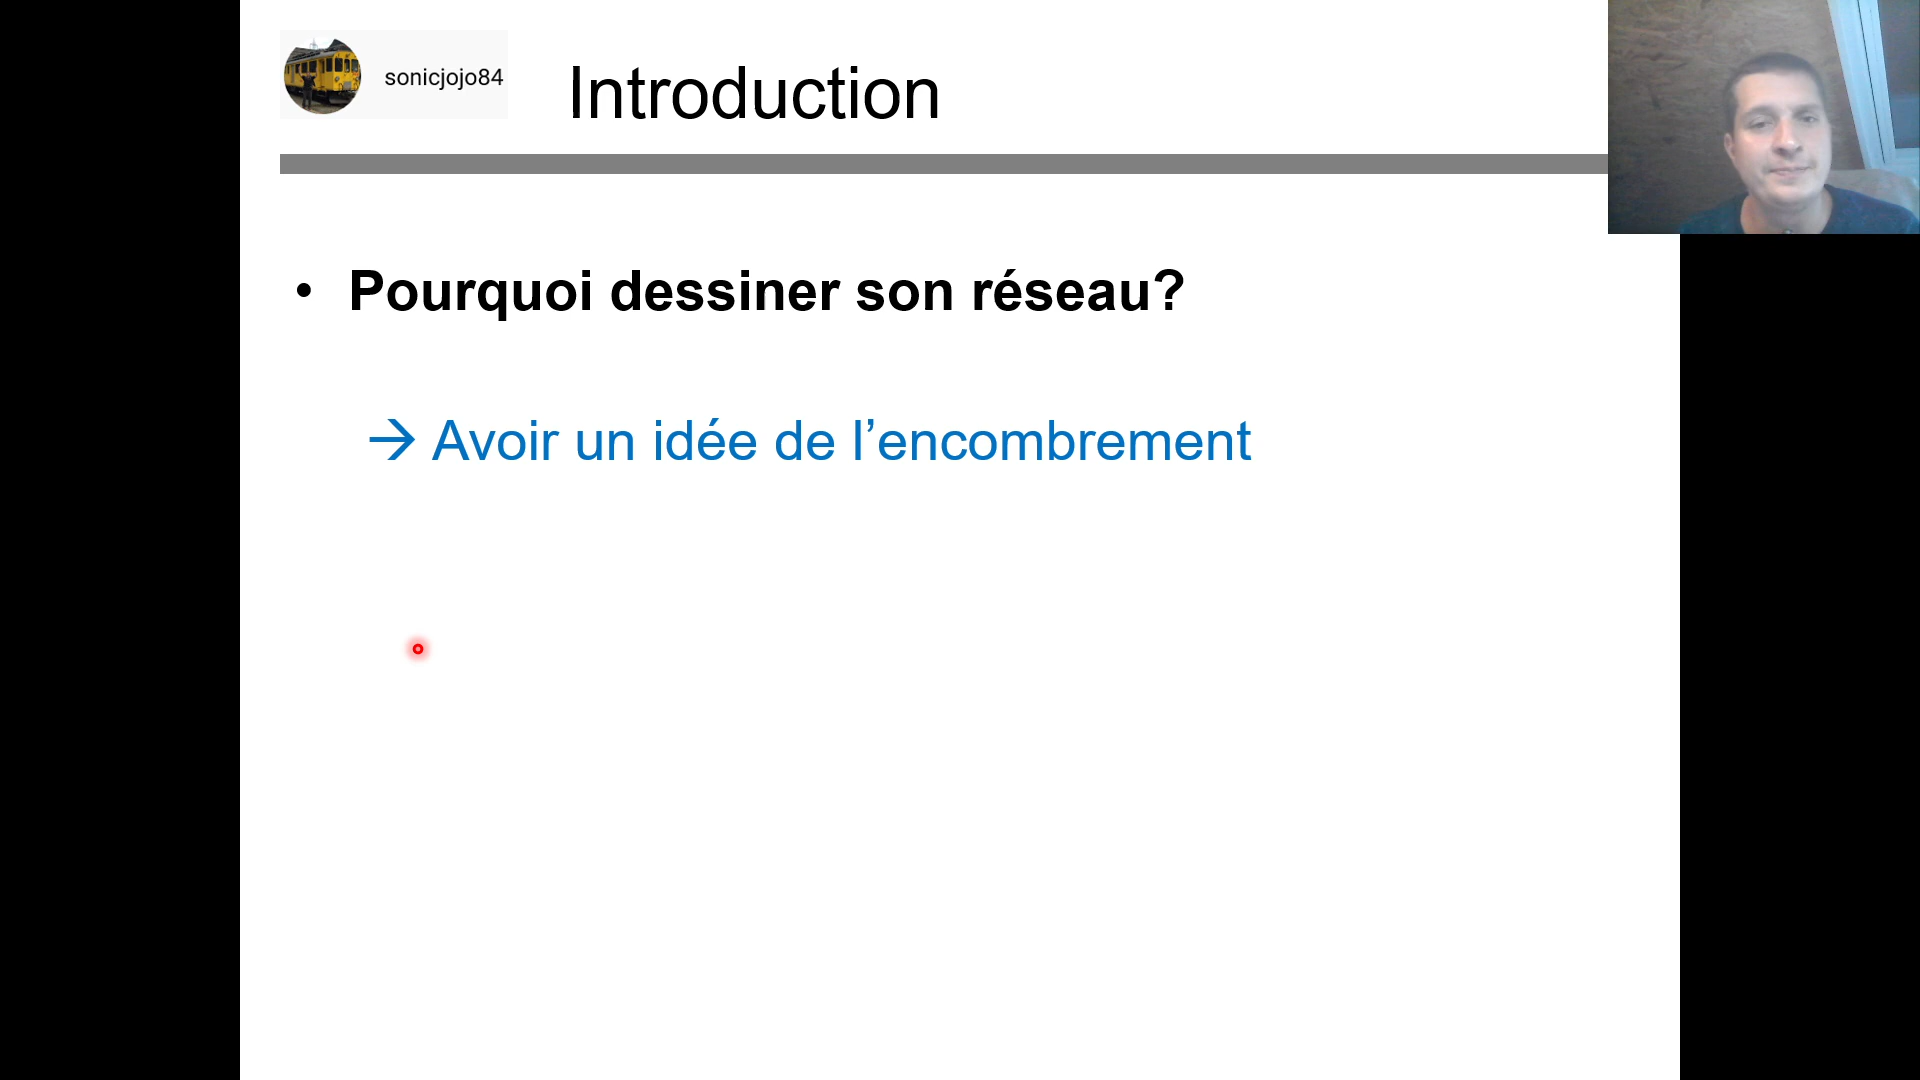 sonicjojo84
Introduction
• Pourquoi dessiner son réseau?
→ Avoir un idée de l’encombrement